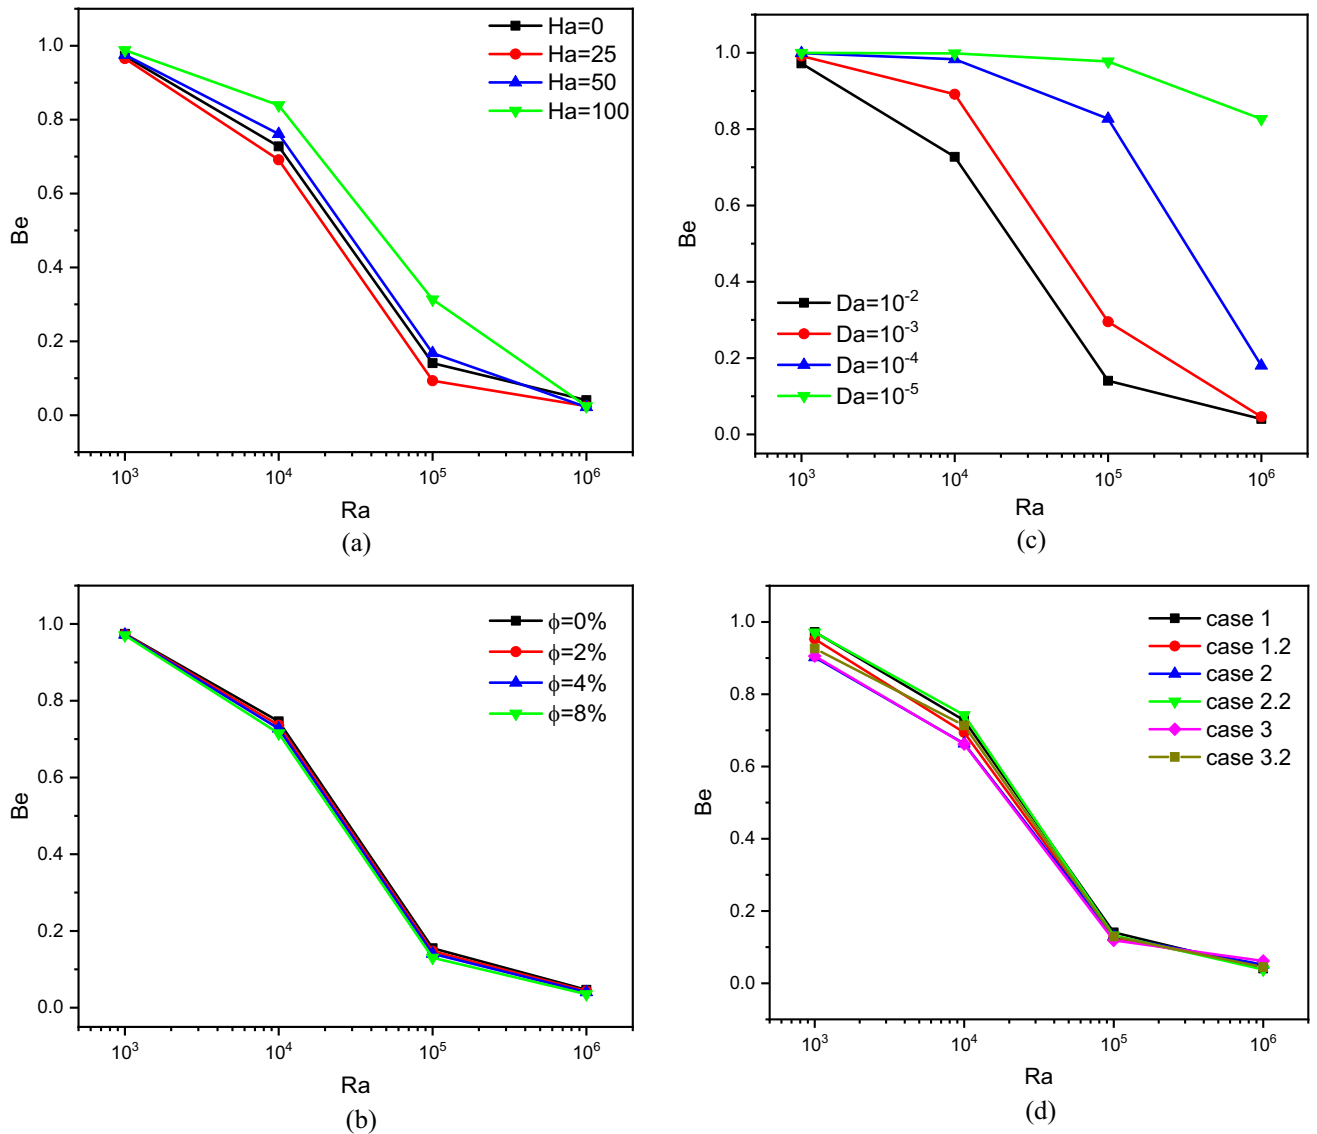 Ha=0
Ha=25
Ha=50
Ha=100
1.0
0.8
0.6
0.4
0.2
0.0
Be
10³
10⁴
10⁵
10⁶
Ra
(a)
1.0
0.8
0.6
0.4
0.2
0.0
Be
Da=10⁻²
Da=10⁻³
Da=10⁻⁴
Da=10⁻⁵
10³
10⁴
10⁵
10⁶
Ra
(c)
ϕ=0%
ϕ=2%
ϕ=4%
ϕ=8%
1.0
0.8
0.6
0.4
0.2
0.0
Be
10³
10⁴
10⁵
10⁶
Ra
(b)
case 1
case 1.2
case 2
case 2.2
case 3
case 3.2
1.0
0.8
0.6
0.4
0.2
0.0
Be
10³
10⁴
10⁵
10⁶
Ra
(d)